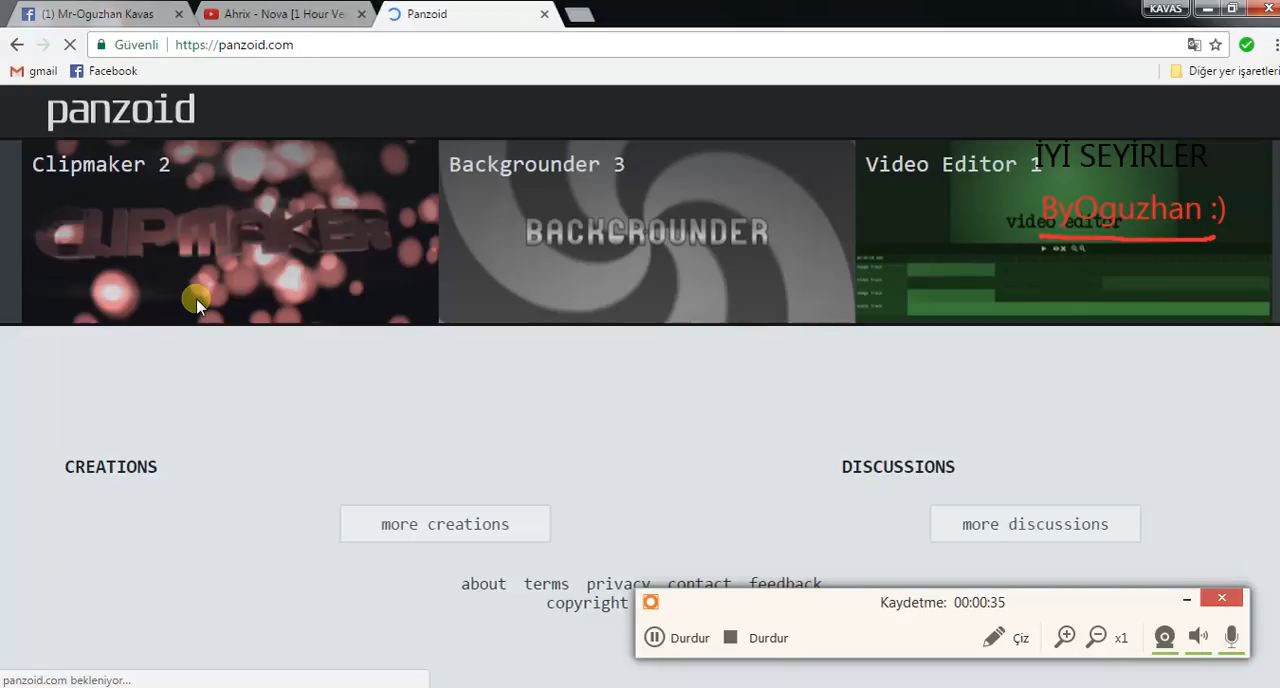 (1) Mr-Oguzhan Kavas
Ahrix - Nova [1 Hour Ve
Panzoid
KAVAS
Güvenli
https://panzoid.com
gmail
Facebook
Diğer yer işaretleri
panzoid
Clipmaker 2
Backgrounder 3
Video Editor 1
İYİ SEYİRLER
ByOguzhan :)
CLIPMAKER
BACKGROUNDER
video editor
CREATIONS
DISCUSSIONS
more creations
more discussions
about terms privacy contact feedback
copyright
Kaydetme: 00:00:35
Durdur
Durdur
Çiz
x1
panzoid.com bekleniyor...